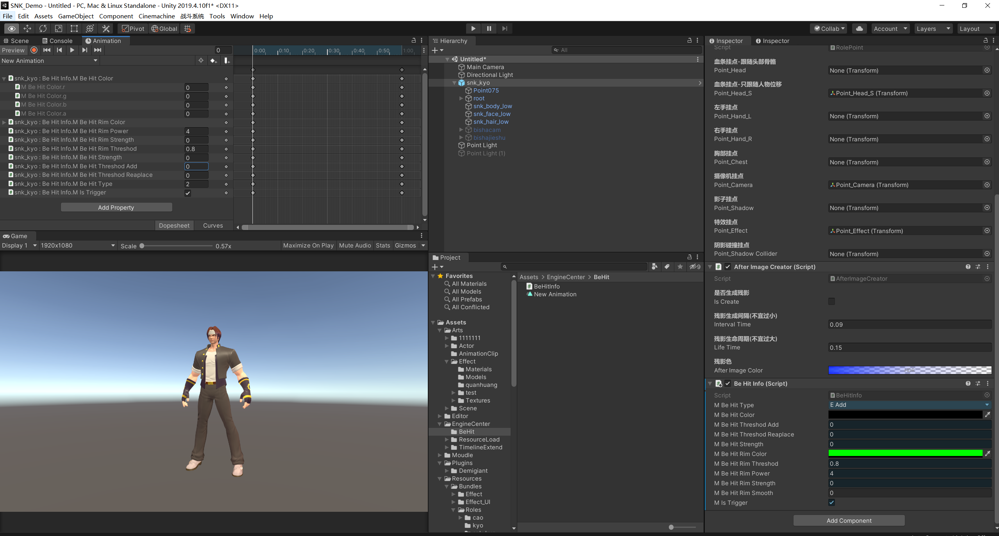 SNK_Demo - Untitled - PC, Mac & Linux Standalone - Unity 2019.4.10f1* <DX11>
File Edit Assets GameObject Component Cinemachine 战斗系统 Tools Window Help
Pivot Global Collab Account Layers Layout
Scene Console Animation
Preview 0
0:00 0:10 0:20 0:30 0:40 0:50 1:00
New Animation
snk_kyo : Be Hit Info.M Be Hit Color
M Be Hit Color.r 0
M Be Hit Color.g 0
M Be Hit Color.b 0
M Be Hit Color.a 0
snk_kyo : Be Hit Info.M Be Hit Rim Color
snk_kyo : Be Hit Info.M Be Hit Rim Power 4
snk_kyo : Be Hit Info.M Be Hit Rim Strength 0
snk_kyo : Be Hit Info.M Be Hit Rim Threshod 0.8
snk_kyo : Be Hit Info.M Be Hit Strength 0
snk_kyo : Be Hit Info.M Be Hit Threshod Add 0
snk_kyo : Be Hit Info.M Be Hit Threshod Reaplace 0
snk_kyo : Be Hit Info.M Be Hit Type 2
snk_kyo : Be Hit Info.M Is Trigger
Add Property
Dopesheet Curves
Game
Display 1 1920x1080 Scale 0.57x Maximize On Play Mute Audio Stats Gizmos
Hierarchy
All
Untitled*
Main Camera
Directional Light
snk_kyo
Point075
root
snk_body_low
snk_face_low
snk_hair_low
bishacam
bishajieshu
Point Light
Point Light (1)
Project
9
Favorites
All Materials
All Models
All Prefabs
All Conflicted
Assets
Arts
1111111
Actor
AnimationClip
Effect
Materials
Models
quanhuang
test
Textures
Scene
Editor
EngineCenter
BeHit
ResourceLoad
TimelineExtend
Moudle
Plugins
Demigiant
Resources
Bundles
Effect
Effect_UI
Roles
cao
kyo
Assets > EngineCenter > BeHit
BeHitInfo
New Animation
Inspector Inspector
Script RolePoint
血条挂点-跟随头部骨骼
Point_Head None (Transform)
血条挂点-只跟随人物位移
Point_Head_S Point_Head_S (Transform)
左手挂点
Point_Hand_L None (Transform)
右手挂点
Point_Hand_R None (Transform)
胸部挂点
Point_Chest None (Transform)
摄像机挂点
Point_Camera Point_Camera (Transform)
影子挂点
Point_Shadow None (Transform)
特效挂点
Point_Effect Point_Effect (Transform)
阴影碰撞挂点
Point_Shadow Collider None (Transform)
After Image Creator (Script)
Script AfterImageCreator
是否生成残影
Is Create
残影生成间隔(不宜过小)
Interval Time 0.09
残影生命周期(不宜过大)
Life Time 0.15
残影色
After Image Color HDR
Be Hit Info (Script)
Script BeHitInfo
M Be Hit Type E Add
M Be Hit Color
M Be Hit Threshod Add 0
M Be Hit Threshod Reaplace 0
M Be Hit Strength 0
M Be Hit Rim Color
M Be Hit Rim Threshod 0.8
M Be Hit Rim Power 4
M Be Hit Rim Strength 0
M Be Hit Rim Smooth 0
M Is Trigger
Add Component